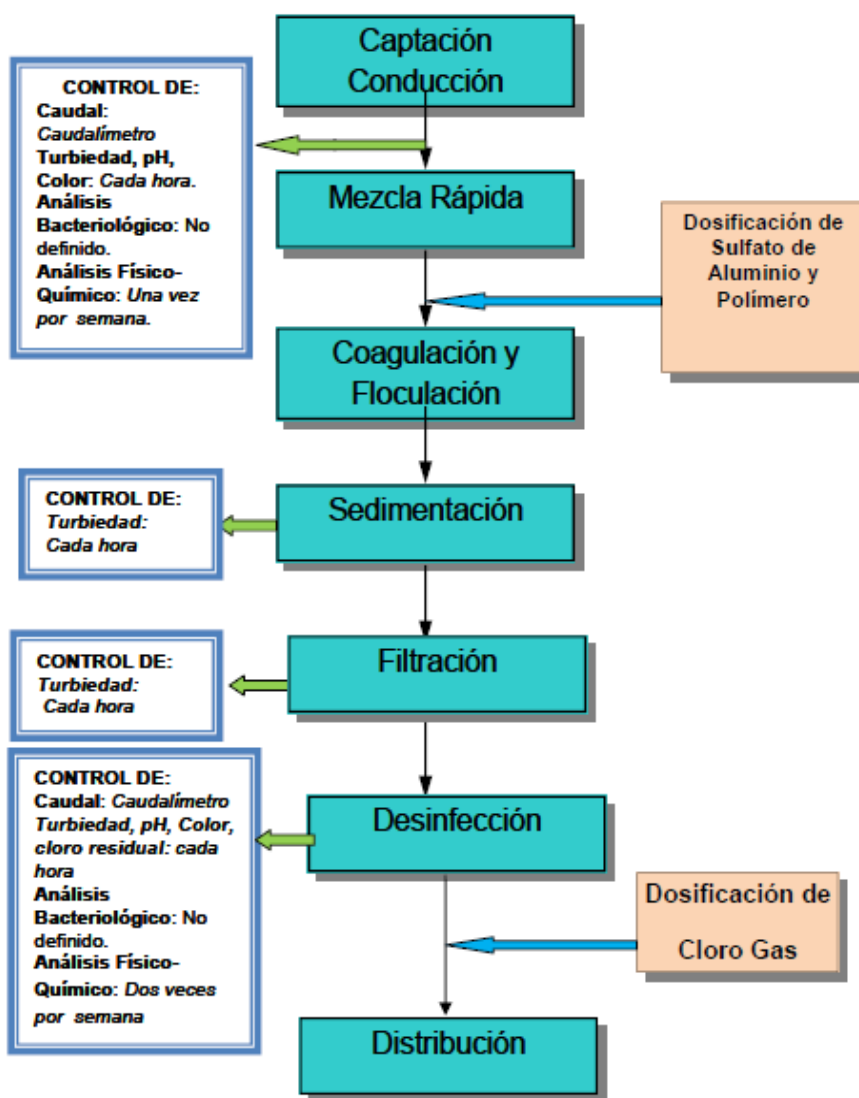 Captación
Conducción
CONTROL DE:
Caudal:
Caudalímetro
Turbiedad, pH,
Color: Cada hora.
Análisis
Bacteriológico: No
definido.
Análisis Físico-
Químico: Una vez
por semana.
Mezcla Rápida
Dosificación de
Sulfato de
Aluminio y
Polímero
Coagulación y
Floculación
CONTROL DE:
Turbiedad:
Cada hora
Sedimentación
CONTROL DE:
Turbiedad:
Cada hora
Filtración
CONTROL DE:
Caudal: Caudalímetro
Turbiedad, pH, Color,
cloro residual: cada
hora
Análisis
Bacteriológico: No
definido.
Análisis Físico-
Químico: Dos veces
por semana
Desinfección
Dosificación de
Cloro Gas
Distribución